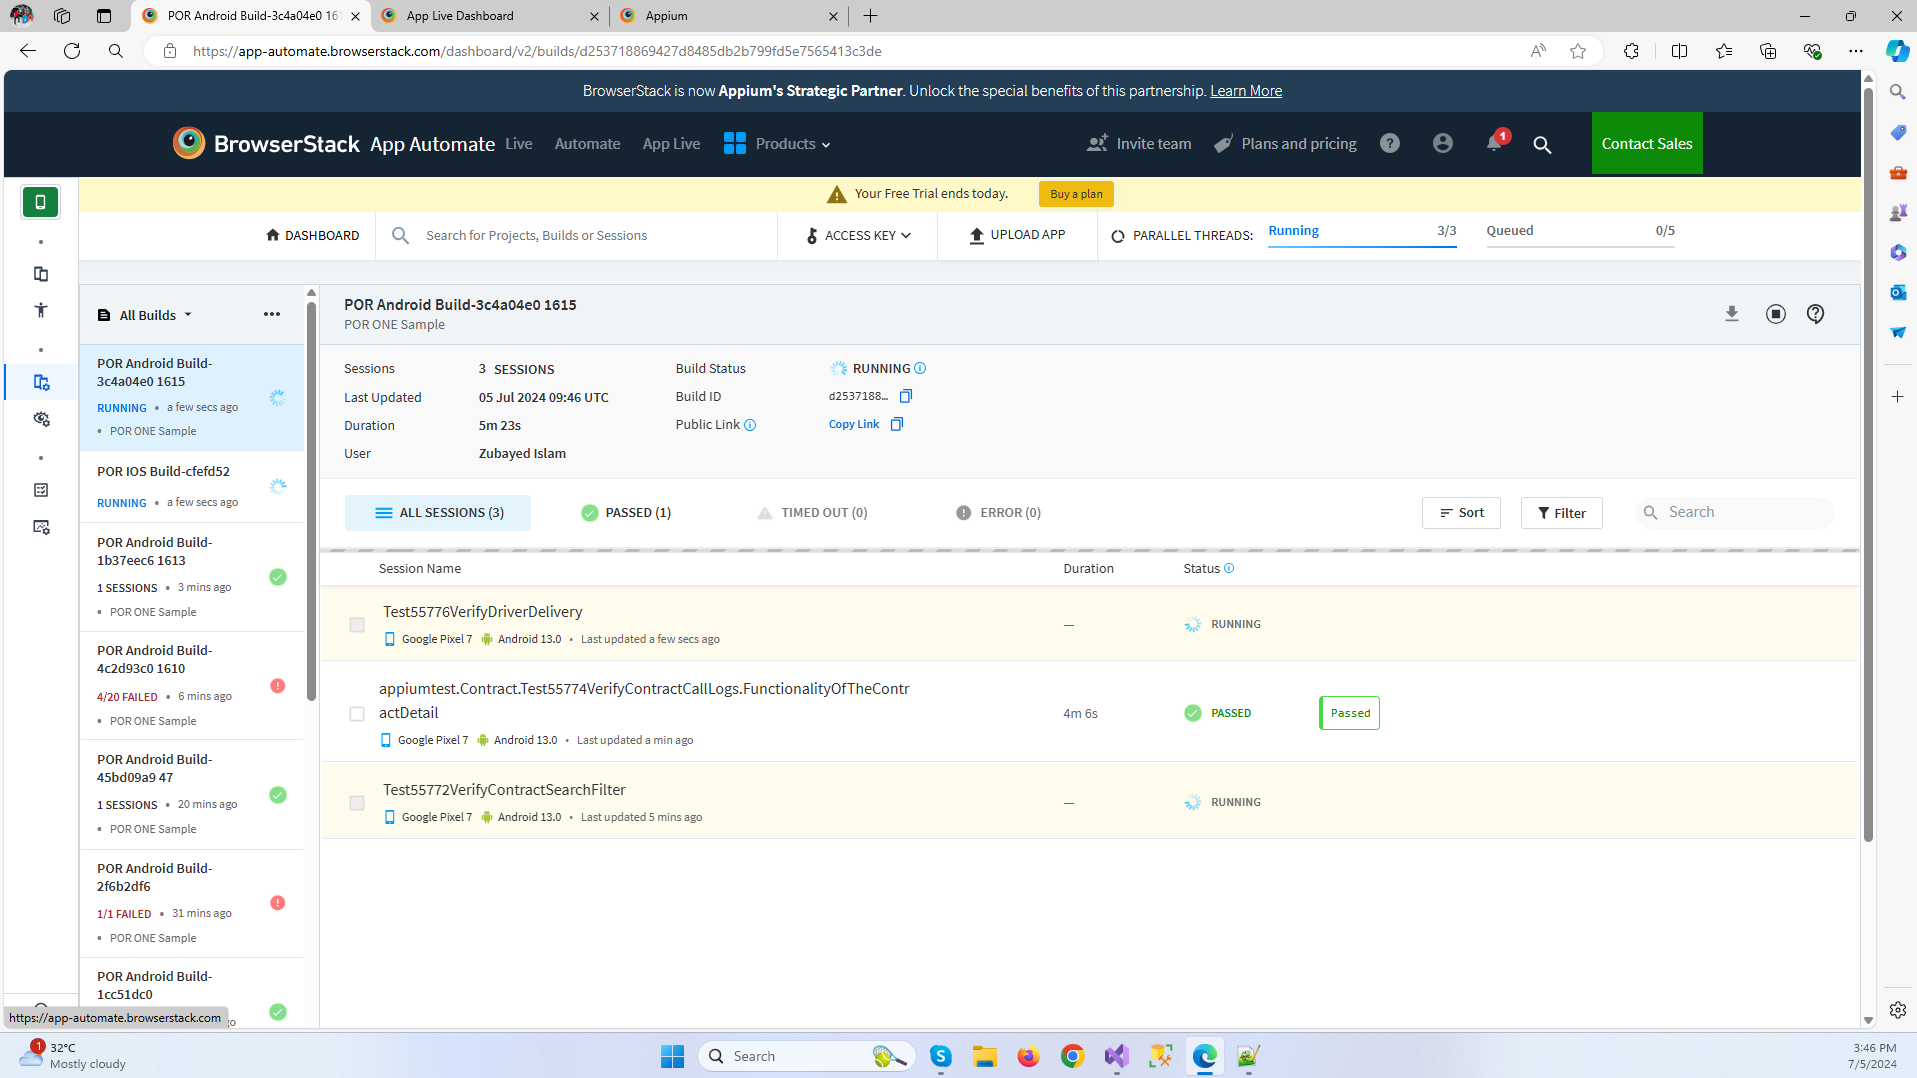 POR Android Build-3c4a04e0 161
App Live Dashboard
Appium
https://app-automate.browserstack.com/dashboard/v2/builds/d253718869427d8485db2b799fd5e7565413c3de
BrowserStack is now Appium's Strategic Partner. Unlock the special benefits of this partnership. Learn More
BrowserStack App Automate Live Automate App Live Products
Invite team Plans and pricing ? 1 Contact Sales
Your Free Trial ends today. Buy a plan
DASHBOARD
Search for Projects, Builds or Sessions
ACCESS KEY
UPLOAD APP
PARALLEL THREADS: Running 3/3 Queued 0/5
All Builds
POR Android Build-
3c4a04e0 1615
RUNNING • a few secs ago
• POR ONE Sample
POR IOS Build-cfefd52
RUNNING • a few secs ago
POR Android Build-
1b37eec6 1613
1 SESSIONS • 3 mins ago
• POR ONE Sample
POR Android Build-
4c2d93c0 1610
4/20 FAILED • 6 mins ago
• POR ONE Sample
POR Android Build-
45bd09a9 47
1 SESSIONS • 20 mins ago
• POR ONE Sample
POR Android Build-
2f6b2df6
1/1 FAILED • 31 mins ago
• POR ONE Sample
POR Android Build-
1cc51dc0
https://app-automate.browserstack.com
POR Android Build-3c4a04e0 1615
POR ONE Sample
Sessions 3 SESSIONS
Last Updated 05 Jul 2024 09:46 UTC
Duration 5m 23s
User Zubayed Islam
Build Status RUNNING
Build ID d2537188...
Public Link Copy Link
ALL SESSIONS (3) PASSED (1) TIMED OUT (0) ERROR (0) Sort Filter Search
Session Name Duration Status
Test55776VerifyDriverDelivery
Google Pixel 7 Android 13.0 • Last updated a few secs ago
— RUNNING
appiumtest.Contract.Test55774VerifyContractCallLogs.FunctionalityOfTheContr
actDetail
Google Pixel 7 Android 13.0 • Last updated a min ago
4m 6s PASSED Passed
Test55772VerifyContractSearchFilter
Google Pixel 7 Android 13.0 • Last updated 5 mins ago
— RUNNING
1
32°C
Mostly cloudy
Search
3:46 PM
7/5/2024